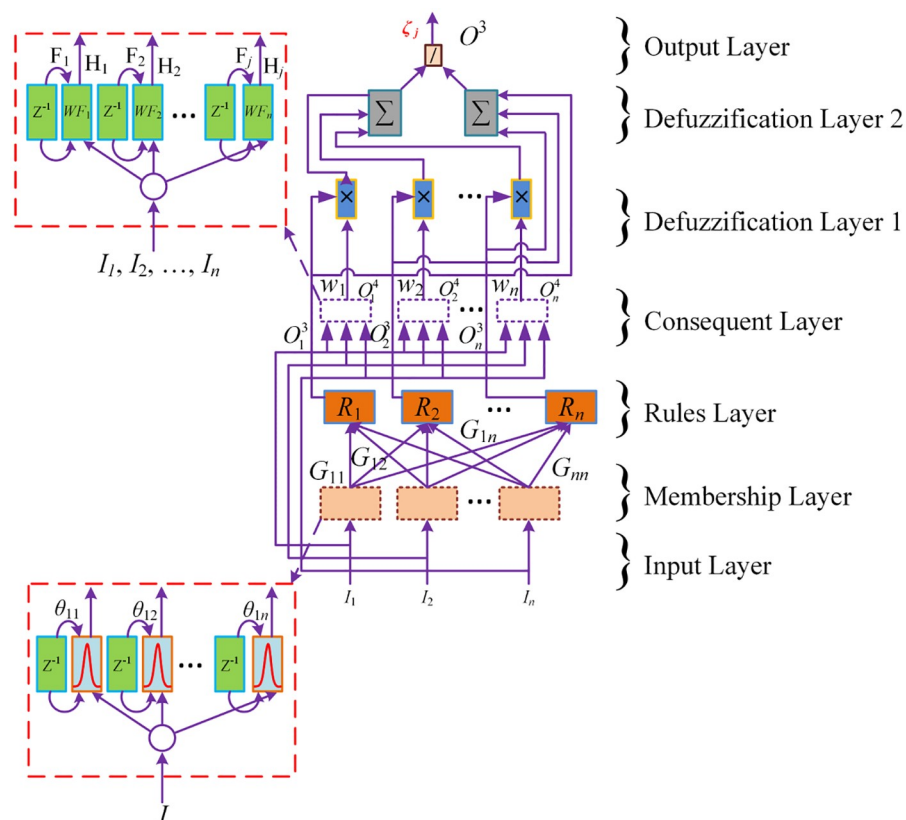 ζj O³
/
Output Layer
F₁ H₁ F₂ H₂ Fj Hj
Z⁻¹ WF₁ Z⁻¹ WF₂ ... Z⁻¹ WFₙ
Σ Σ
Defuzzification Layer 2
× × ... ×
Defuzzification Layer 1
I₁, I₂, …, Iₙ
w₁ O₁⁴ w₂ O₂⁴ wₙ Oₙ⁴
...
Consequent Layer
O₁³ O₂³ Oₙ³
R₁ R₂ ... Rₙ
Rules Layer
G₁₁ G₁₂ G₁ₙ Gₙₙ
...
Membership Layer
Input Layer
I₁ I₂ Iₙ
θ₁₁ θ₁₂ θ₁ₙ
Z⁻¹ Z⁻¹ ... Z⁻¹
I